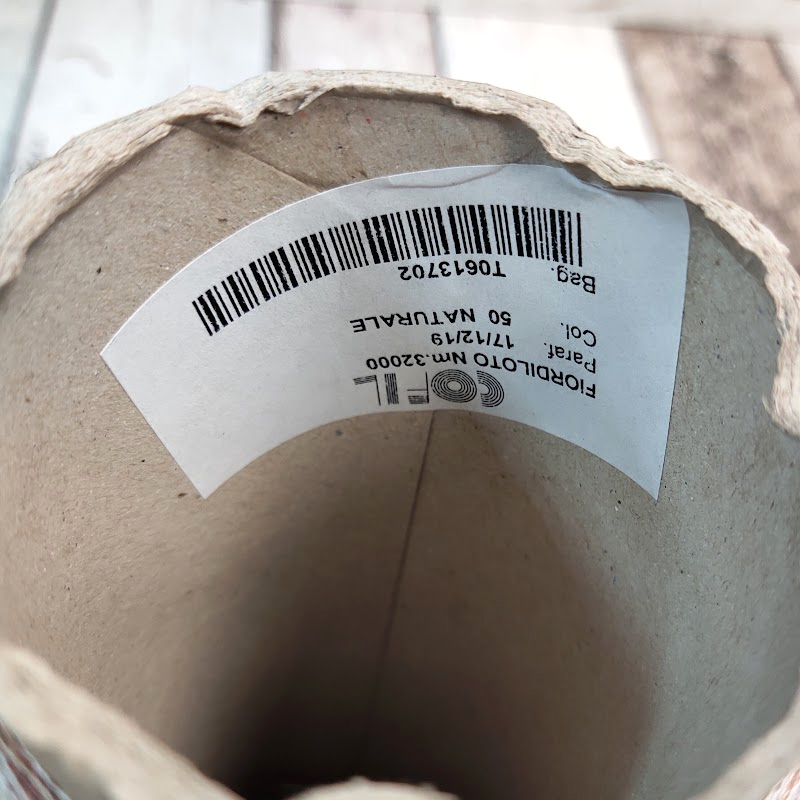 COFIL
FIORDILOTO Nm.32000
Paraf. 17/12/19
Col. 50 NATURALE
Bag. T0613702